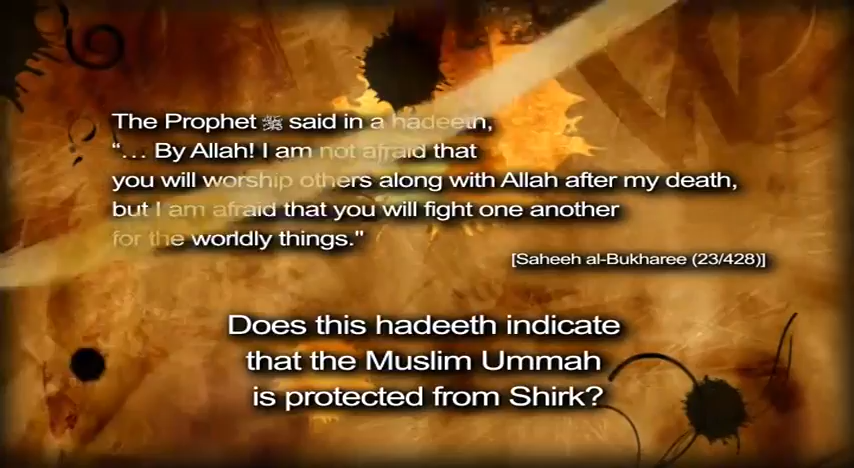 The Prophet ﷺ said in a hadeeth,
“… By Allah! I am not afraid that
you will worship others along with Allah after my death,
but I am afraid that you will fight one another
for the worldly things."
[Saheeh al-Bukharee (23/428)]
Does this hadeeth indicate
that the Muslim Ummah
is protected from Shirk?